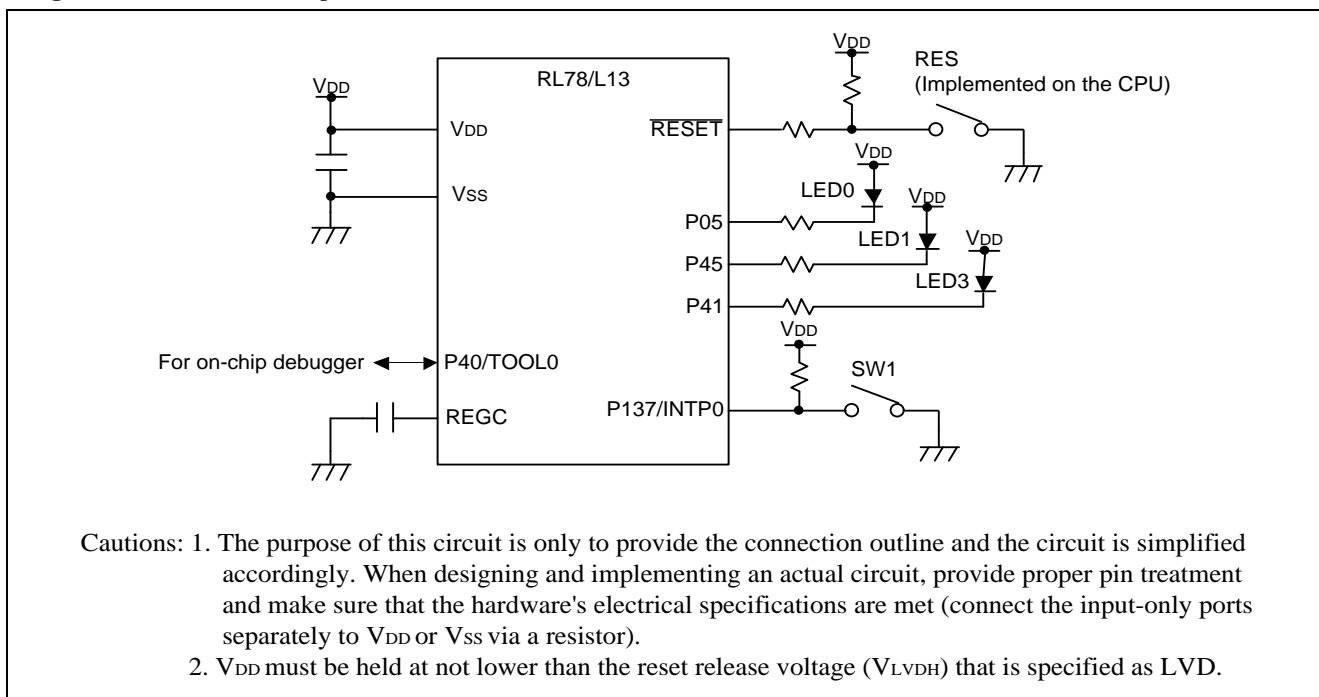 VDD
RES
(Implemented on the CPU)
RL78/L13
VDD
VDD
RESET
VDD
LED0
VSS
VDD
P05
LED1
VDD
P45
LED3
P41
VDD
For on-chip debugger
P40/TOOL0
SW1
P137/INTP0
REGC
Cautions: 1. The purpose of this circuit is only to provide the connection outline and the circuit is simplified
accordingly. When designing and implementing an actual circuit, provide proper pin treatment
and make sure that the hardware's electrical specifications are met (connect the input-only ports
separately to VDD or VSS via a resistor).
2. VDD must be held at not lower than the reset release voltage (VLVDH) that is specified as LVD.